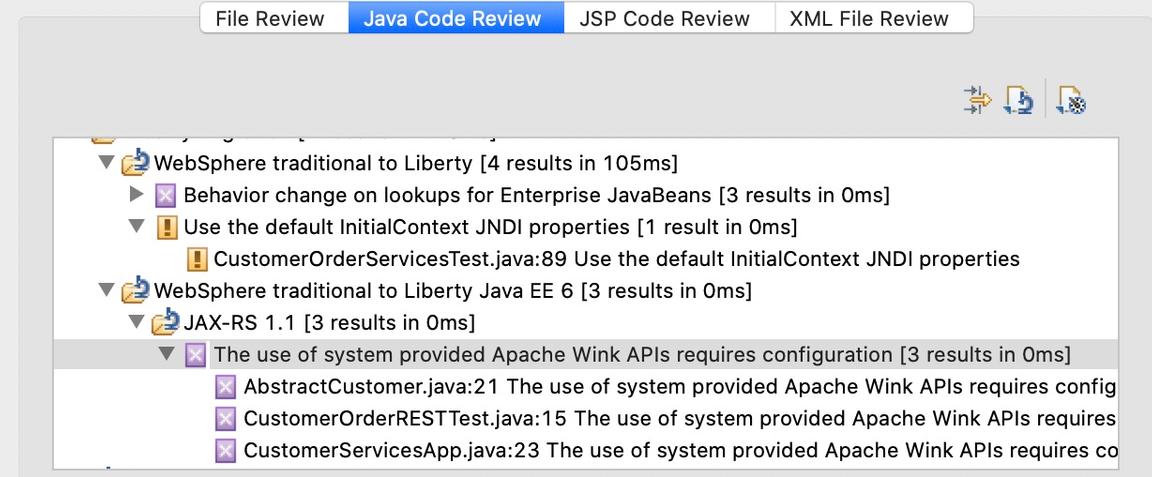 File Review Java Code Review JSP Code Review XML File Review
WebSphere traditional to Liberty [4 results in 105ms]
Behavior change on lookups for Enterprise JavaBeans [3 results in 0ms]
Use the default InitialContext JNDI properties [1 result in 0ms]
CustomerOrderServicesTest.java:89 Use the default InitialContext JNDI properties
WebSphere traditional to Liberty Java EE 6 [3 results in 0ms]
JAX-RS 1.1 [3 results in 0ms]
The use of system provided Apache Wink APIs requires configuration [3 results in 0ms]
AbstractCustomer.java:21 The use of system provided Apache Wink APIs requires config
CustomerOrderRESTTest.java:15 The use of system provided Apache Wink APIs requires
CustomerServicesApp.java:23 The use of system provided Apache Wink APIs requires co